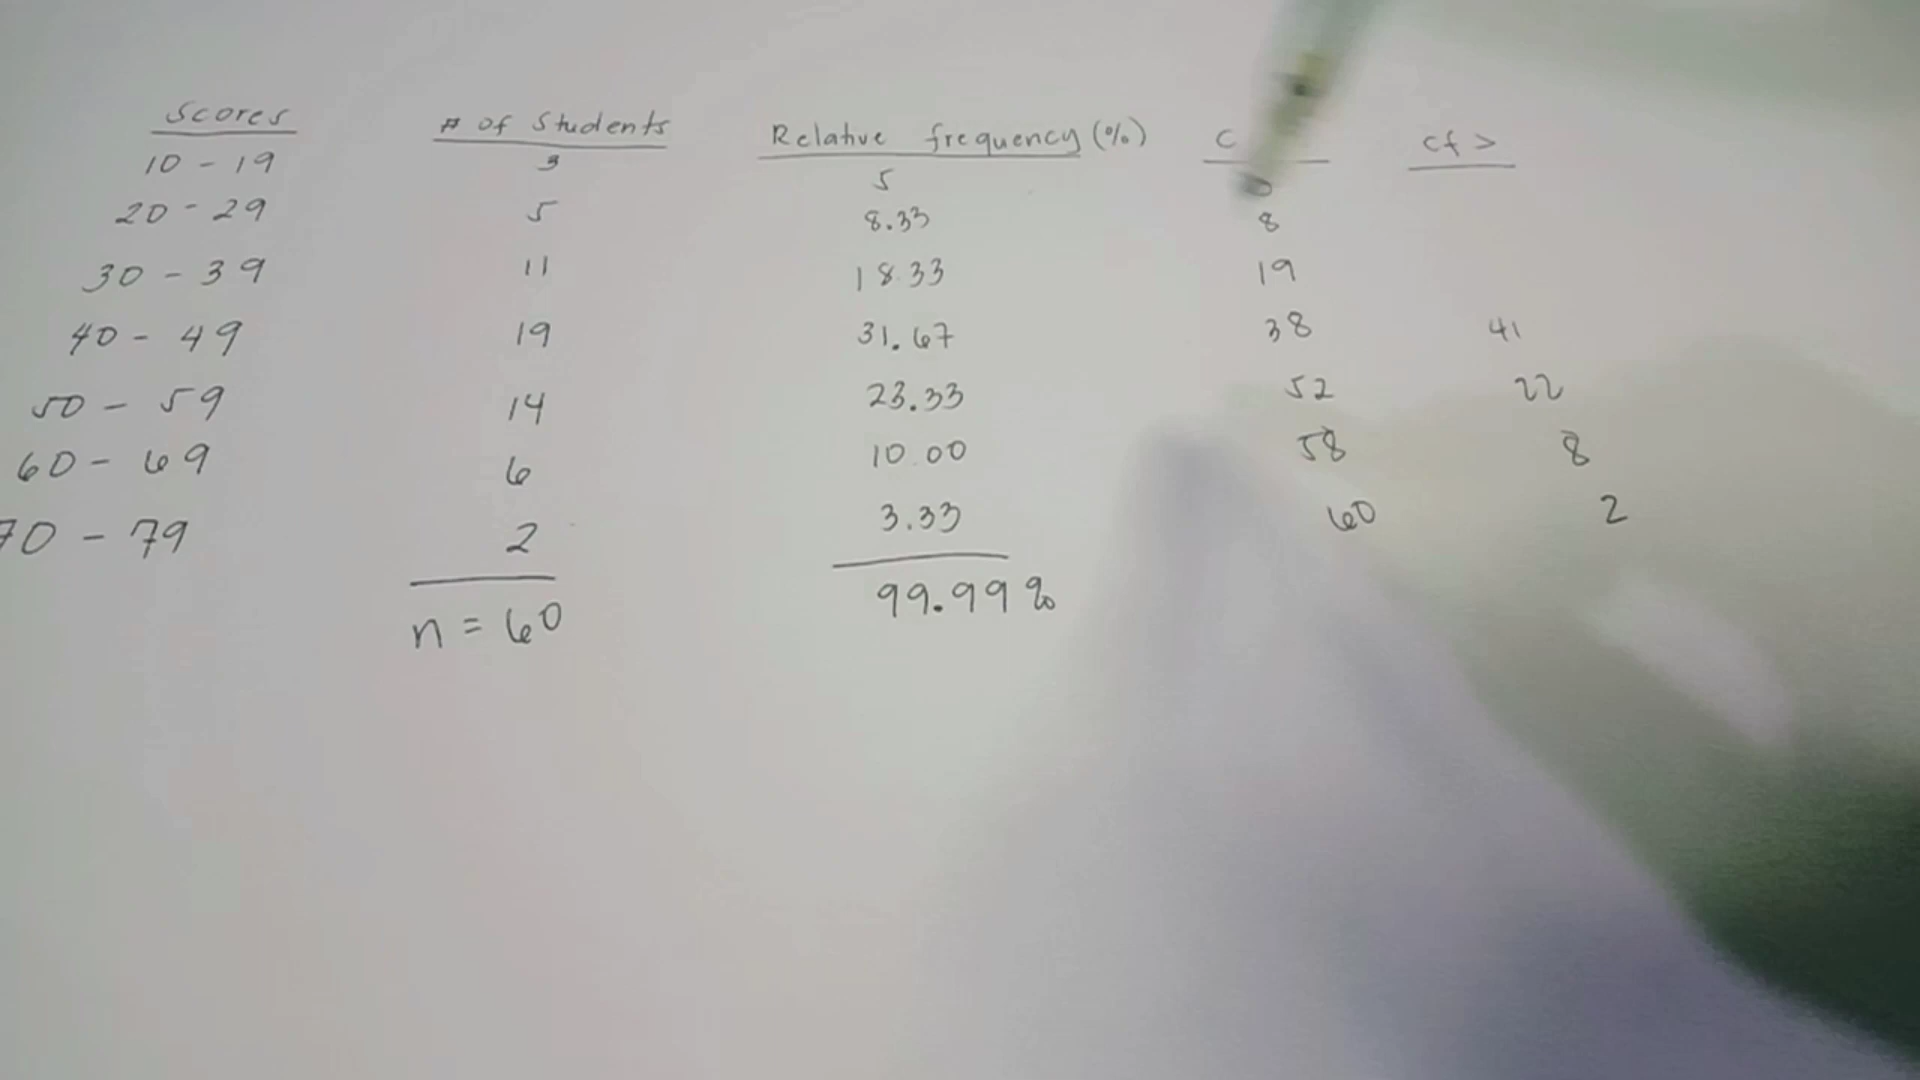 Scores # of Students Relative frequency (%) c cf >
10 - 19 3 5
20 - 29 5 8.33 8
30 - 39 11 18.33 19
40 - 49 19 31.67 38 41
50 - 59 14 23.33 52 22
60 - 69 6 10.00 58 8
70 - 79 2 3.33 60 2
n = 60 99.99%